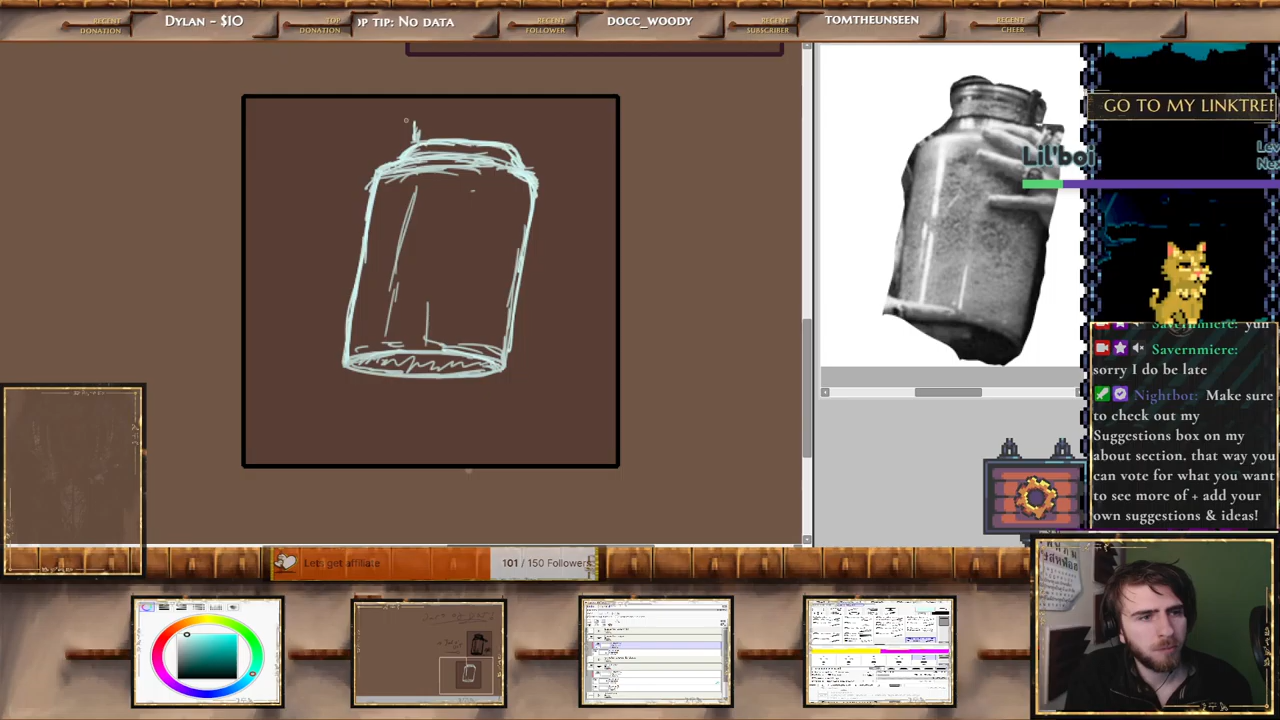 RECENT DONATION
Dylan - $10
TOP DONATION
OP TIP: No data
RECENT FOLLOWER
DOCC_WOODY
RECENT SUBSCRIBER
TOMTHEUNSEEN
RECENT CHEER
GO TO MY LINKTREE
Lil'boi
Lev
Savernmiere: yuh
Savernmiere:
sorry I do be late
Nightbot: Make sure
to check out my
Suggestions box on my
about section. that way you
can vote for what you want
to see more of + add your
own suggestions & ideas!
Lets get affiliate
101 / 150 Followers